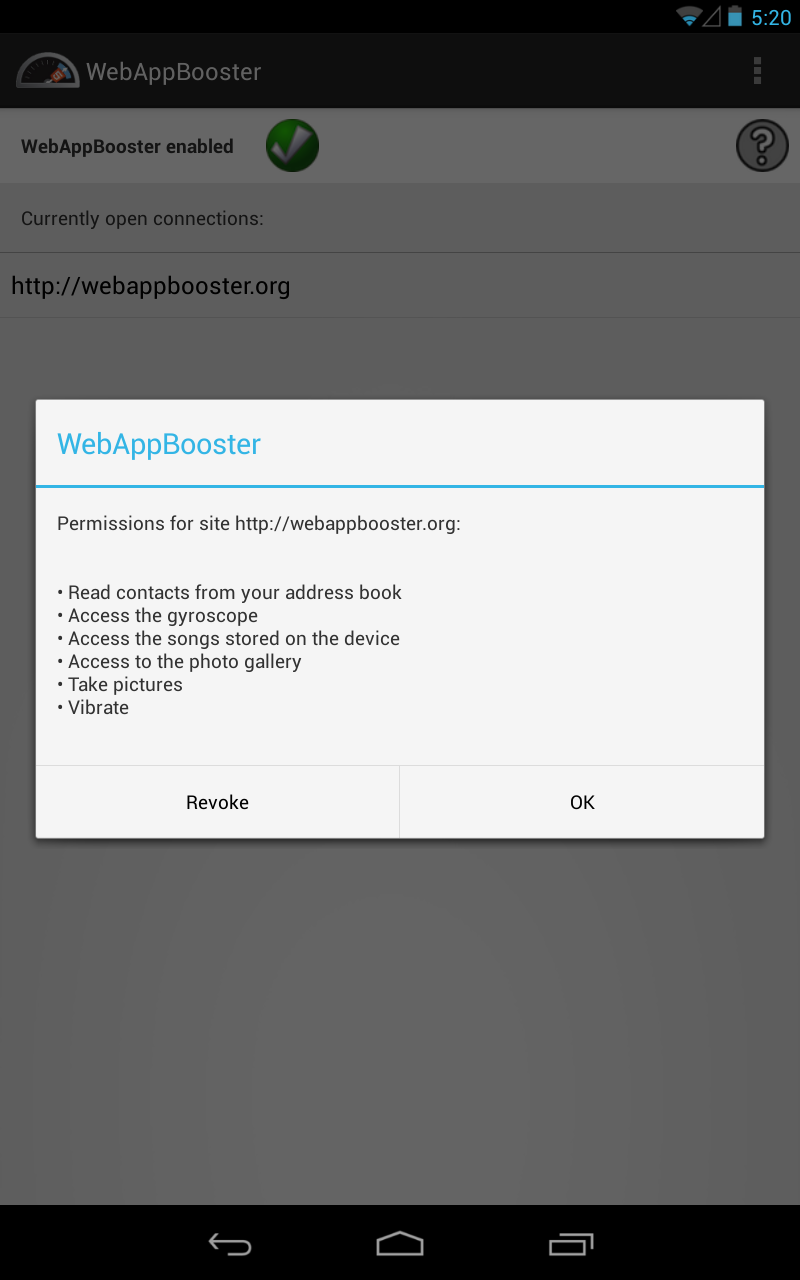 5:20
WebAppBooster
WebAppBooster enabled
Currently open connections:
http://webappbooster.org
WebAppBooster
Permissions for site http://webappbooster.org:
• Read contacts from your address book
• Access the gyroscope
• Access the songs stored on the device
• Access to the photo gallery
• Take pictures
• Vibrate
Revoke
OK